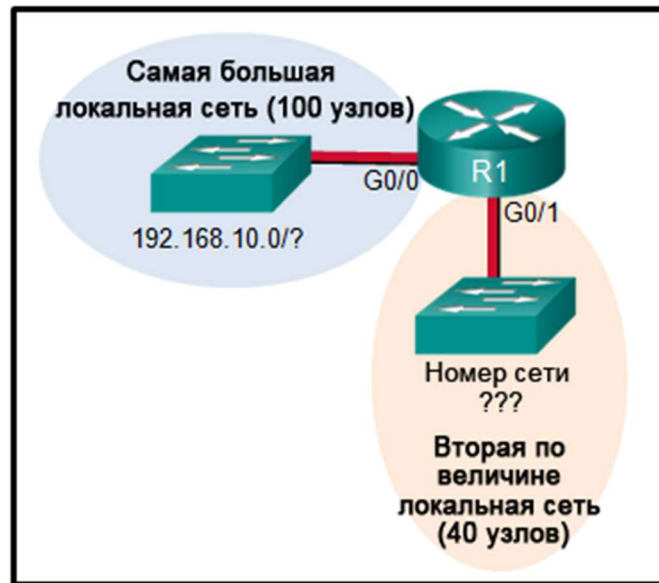 Самая большая
локальная сеть (100 узлов)
R1
G0/0
G0/1
192.168.10.0/?
Номер сети
???
Вторая по
величине
локальная сеть
(40 узлов)